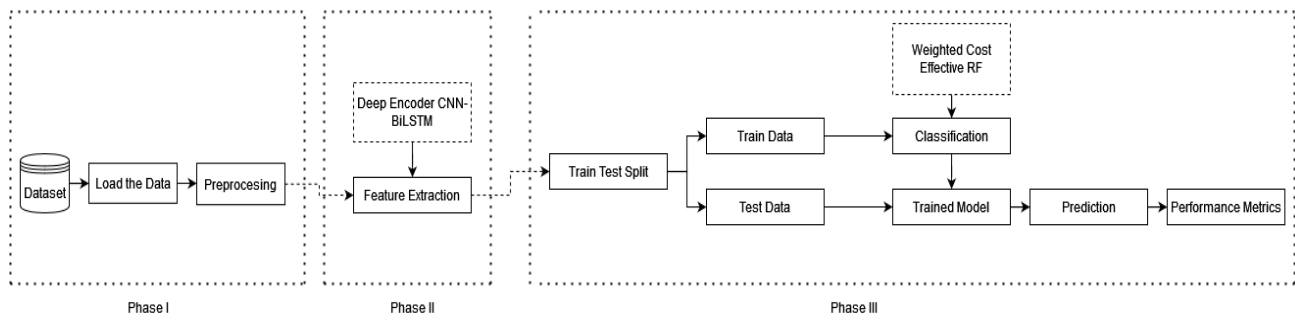 Dataset
Load the Data
Preprocesing
Phase I
Deep Encoder CNN-
BiLSTM
Feature Extraction
Phase II
Train Test Split
Train Data
Test Data
Weighted Cost
Effective RF
Classification
Trained Model
Prediction
Performance Metrics
Phase III